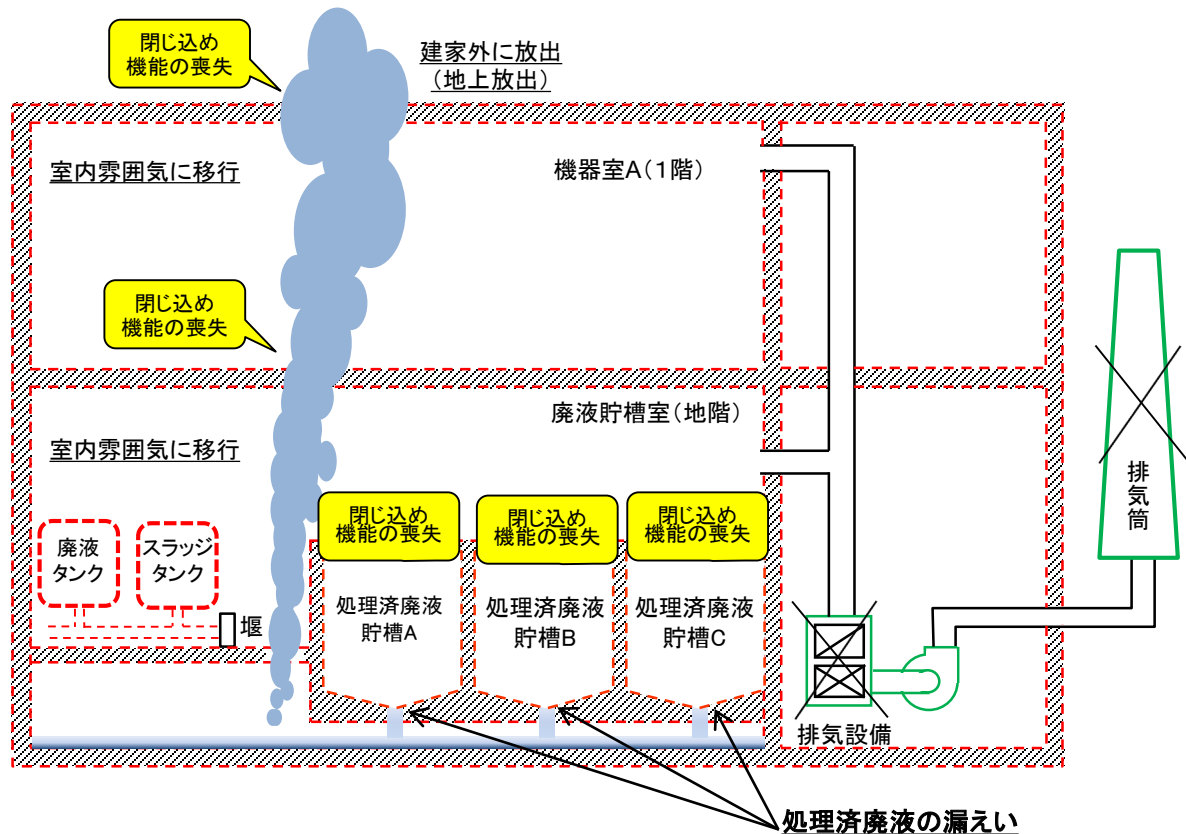 閉じ込め
機能の喪失
建家外に放出
（地上放出）
室内雰囲気に移行
機器室A（1階）
閉じ込め
機能の喪失
廃液貯槽室（地階）
室内雰囲気に移行
排気筒
閉じ込め
機能の喪失
閉じ込め
機能の喪失
閉じ込め
機能の喪失
廃液
タンク
スラッジ
タンク
堰
処理済廃液
貯槽A
処理済廃液
貯槽B
処理済廃液
貯槽C
排気設備
処理済廃液の漏えい